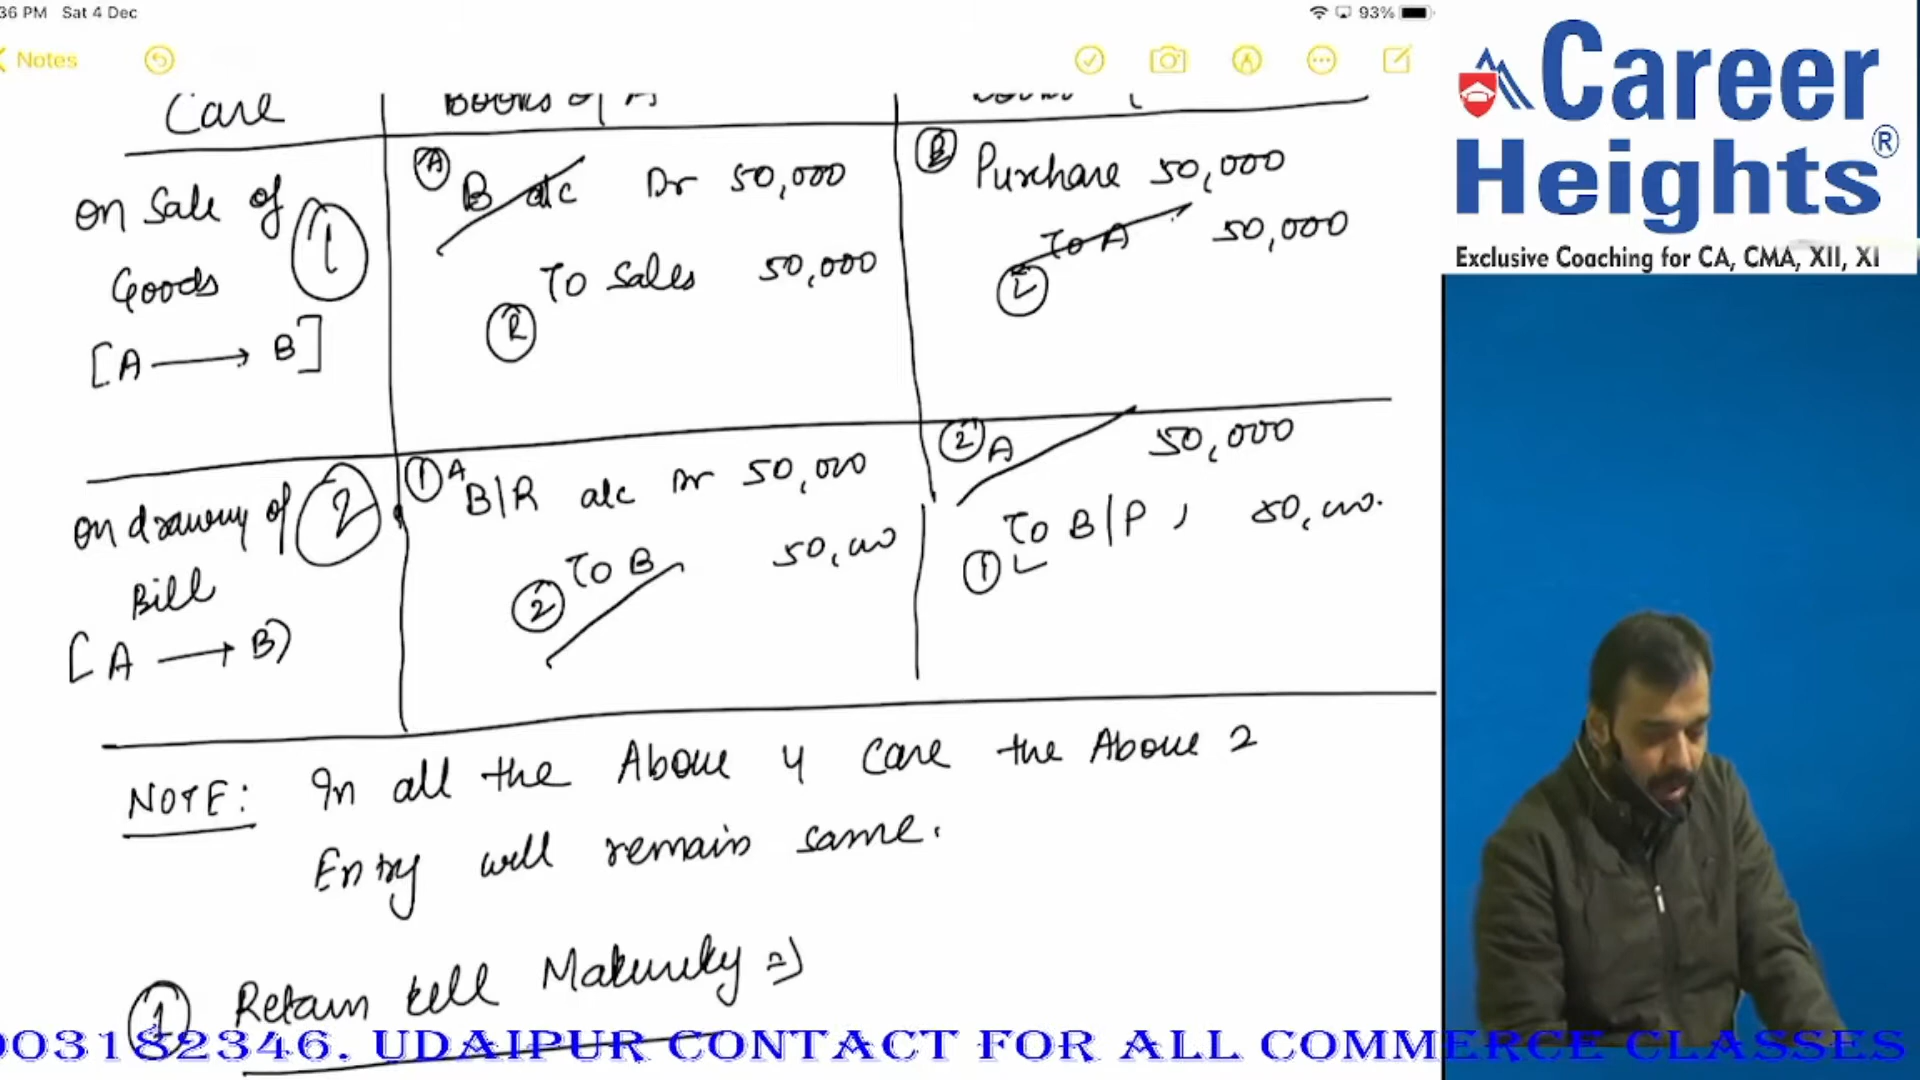 36 PM Sat 4 Dec
93%
Notes
Case
Books of A
on Sale of
Goods
1
[A → B]
A B a/c Dr 50,000
To Sales 50,000
R
Purchase 50,000
To A 50,000
L
on drawing of
Bill
2
[A → B)
1 A B/R a/c Dr 50,000
To B 50,000
2
2 A 50,000
To B/P, 50,000.
1 L
NOTE: In all the Above 4 Case the Above 2
Entry will remain same.
1 Retain till Maturity ⇒
Career
Heights®
Exclusive Coaching for CA, CMA, XII, XI
003182346. UDAIPUR CONTACT FOR ALL COMMERCE CLASSES